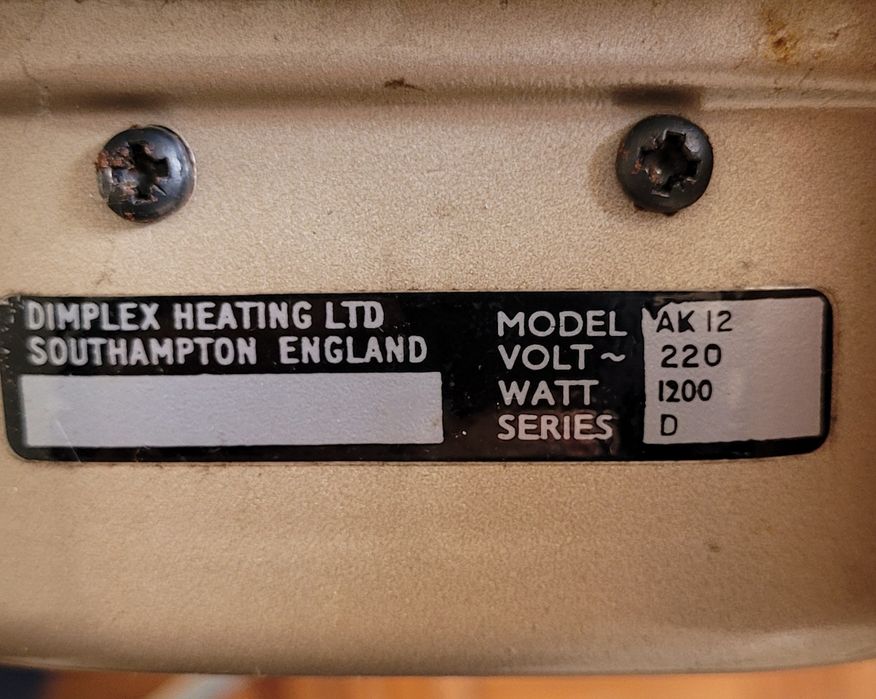 DIMPLEX HEATING LTD
SOUTHAMPTON ENGLAND
MODEL AK 12
VOLT ~ 220
WATT 1200
SERIES D